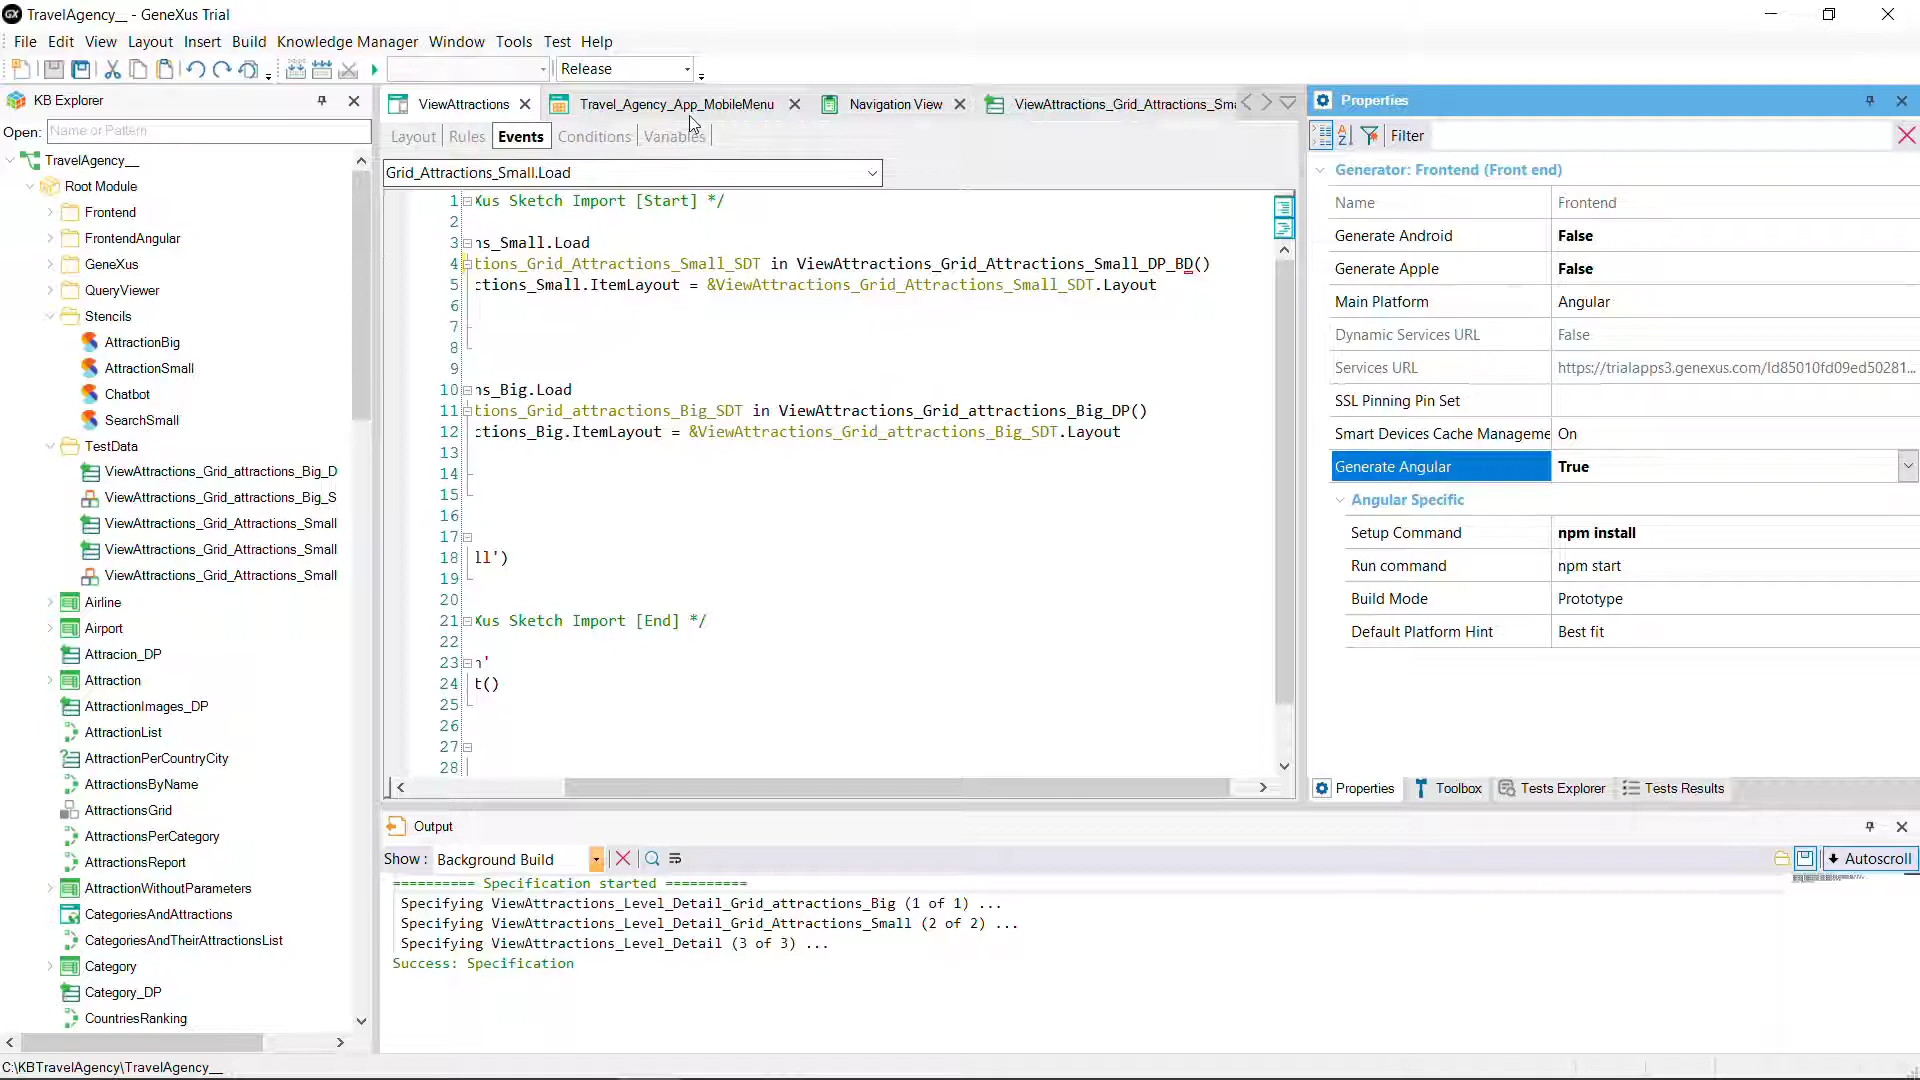 TravelAgency__ - GeneXus Trial
File Edit View Layout Insert Build Knowledge Manager Window Tools Test Help
Release
KB Explorer
Open: Name or Pattern
TravelAgency__
Root Module
Frontend
FrontendAngular
GeneXus
QueryViewer
Stencils
AttractionBig
AttractionSmall
Chatbot
SearchSmall
TestData
ViewAttractions_Grid_attractions_Big_D
ViewAttractions_Grid_attractions_Big_S
ViewAttractions_Grid_Attractions_Small
ViewAttractions_Grid_Attractions_Small
ViewAttractions_Grid_Attractions_Small
Airline
Airport
Attracion_DP
Attraction
AttractionImages_DP
AttractionList
AttractionPerCountryCity
AttractionsByName
AttractionsGrid
AttractionsPerCategory
AttractionsReport
AttractionWithoutParameters
CategoriesAndAttractions
CategoriesAndTheirAttractionsList
Category
Category_DP
CountriesRanking
C:\KBTravelAgency\TravelAgency__
ViewAttractions Travel_Agency_App_MobileMenu Navigation View ViewAttractions_Grid_Attractions_Sm
Layout Rules Events Conditions Variables
Grid_Attractions_Small.Load
1 Xus Sketch Import [Start] */
2
3 ns_Small.Load
4 tions_Grid_Attractions_Small_SDT in ViewAttractions_Grid_Attractions_Small_DP_BD()
5 ctions_Small.ItemLayout = &ViewAttractions_Grid_Attractions_Small_SDT.Layout
6
7
8
9
10 ns_Big.Load
11 tions_Grid_attractions_Big_SDT in ViewAttractions_Grid_attractions_Big_DP()
12 ctions_Big.ItemLayout = &ViewAttractions_Grid_attractions_Big_SDT.Layout
13
14
15
16
17
18 ll')
19
20
21 Xus Sketch Import [End] */
22
23 n'
24 t()
25
26
27
28
Output
Show: Background Build Autoscroll
========== Specification started ==========
Specifying ViewAttractions_Level_Detail_Grid_attractions_Big (1 of 1) ...
Specifying ViewAttractions_Level_Detail_Grid_Attractions_Small (2 of 2) ...
Specifying ViewAttractions_Level_Detail (3 of 3) ...
Success: Specification
Properties
Filter
Generator: Frontend (Front end)
Name Frontend
Generate Android False
Generate Apple False
Main Platform Angular
Dynamic Services URL False
Services URL https://trialapps3.genexus.com/Id85010fd09ed50281...
SSL Pinning Pin Set
Smart Devices Cache Manageme On
Generate Angular True
Angular Specific
Setup Command npm install
Run command npm start
Build Mode Prototype
Default Platform Hint Best fit
Properties Toolbox Tests Explorer Tests Results